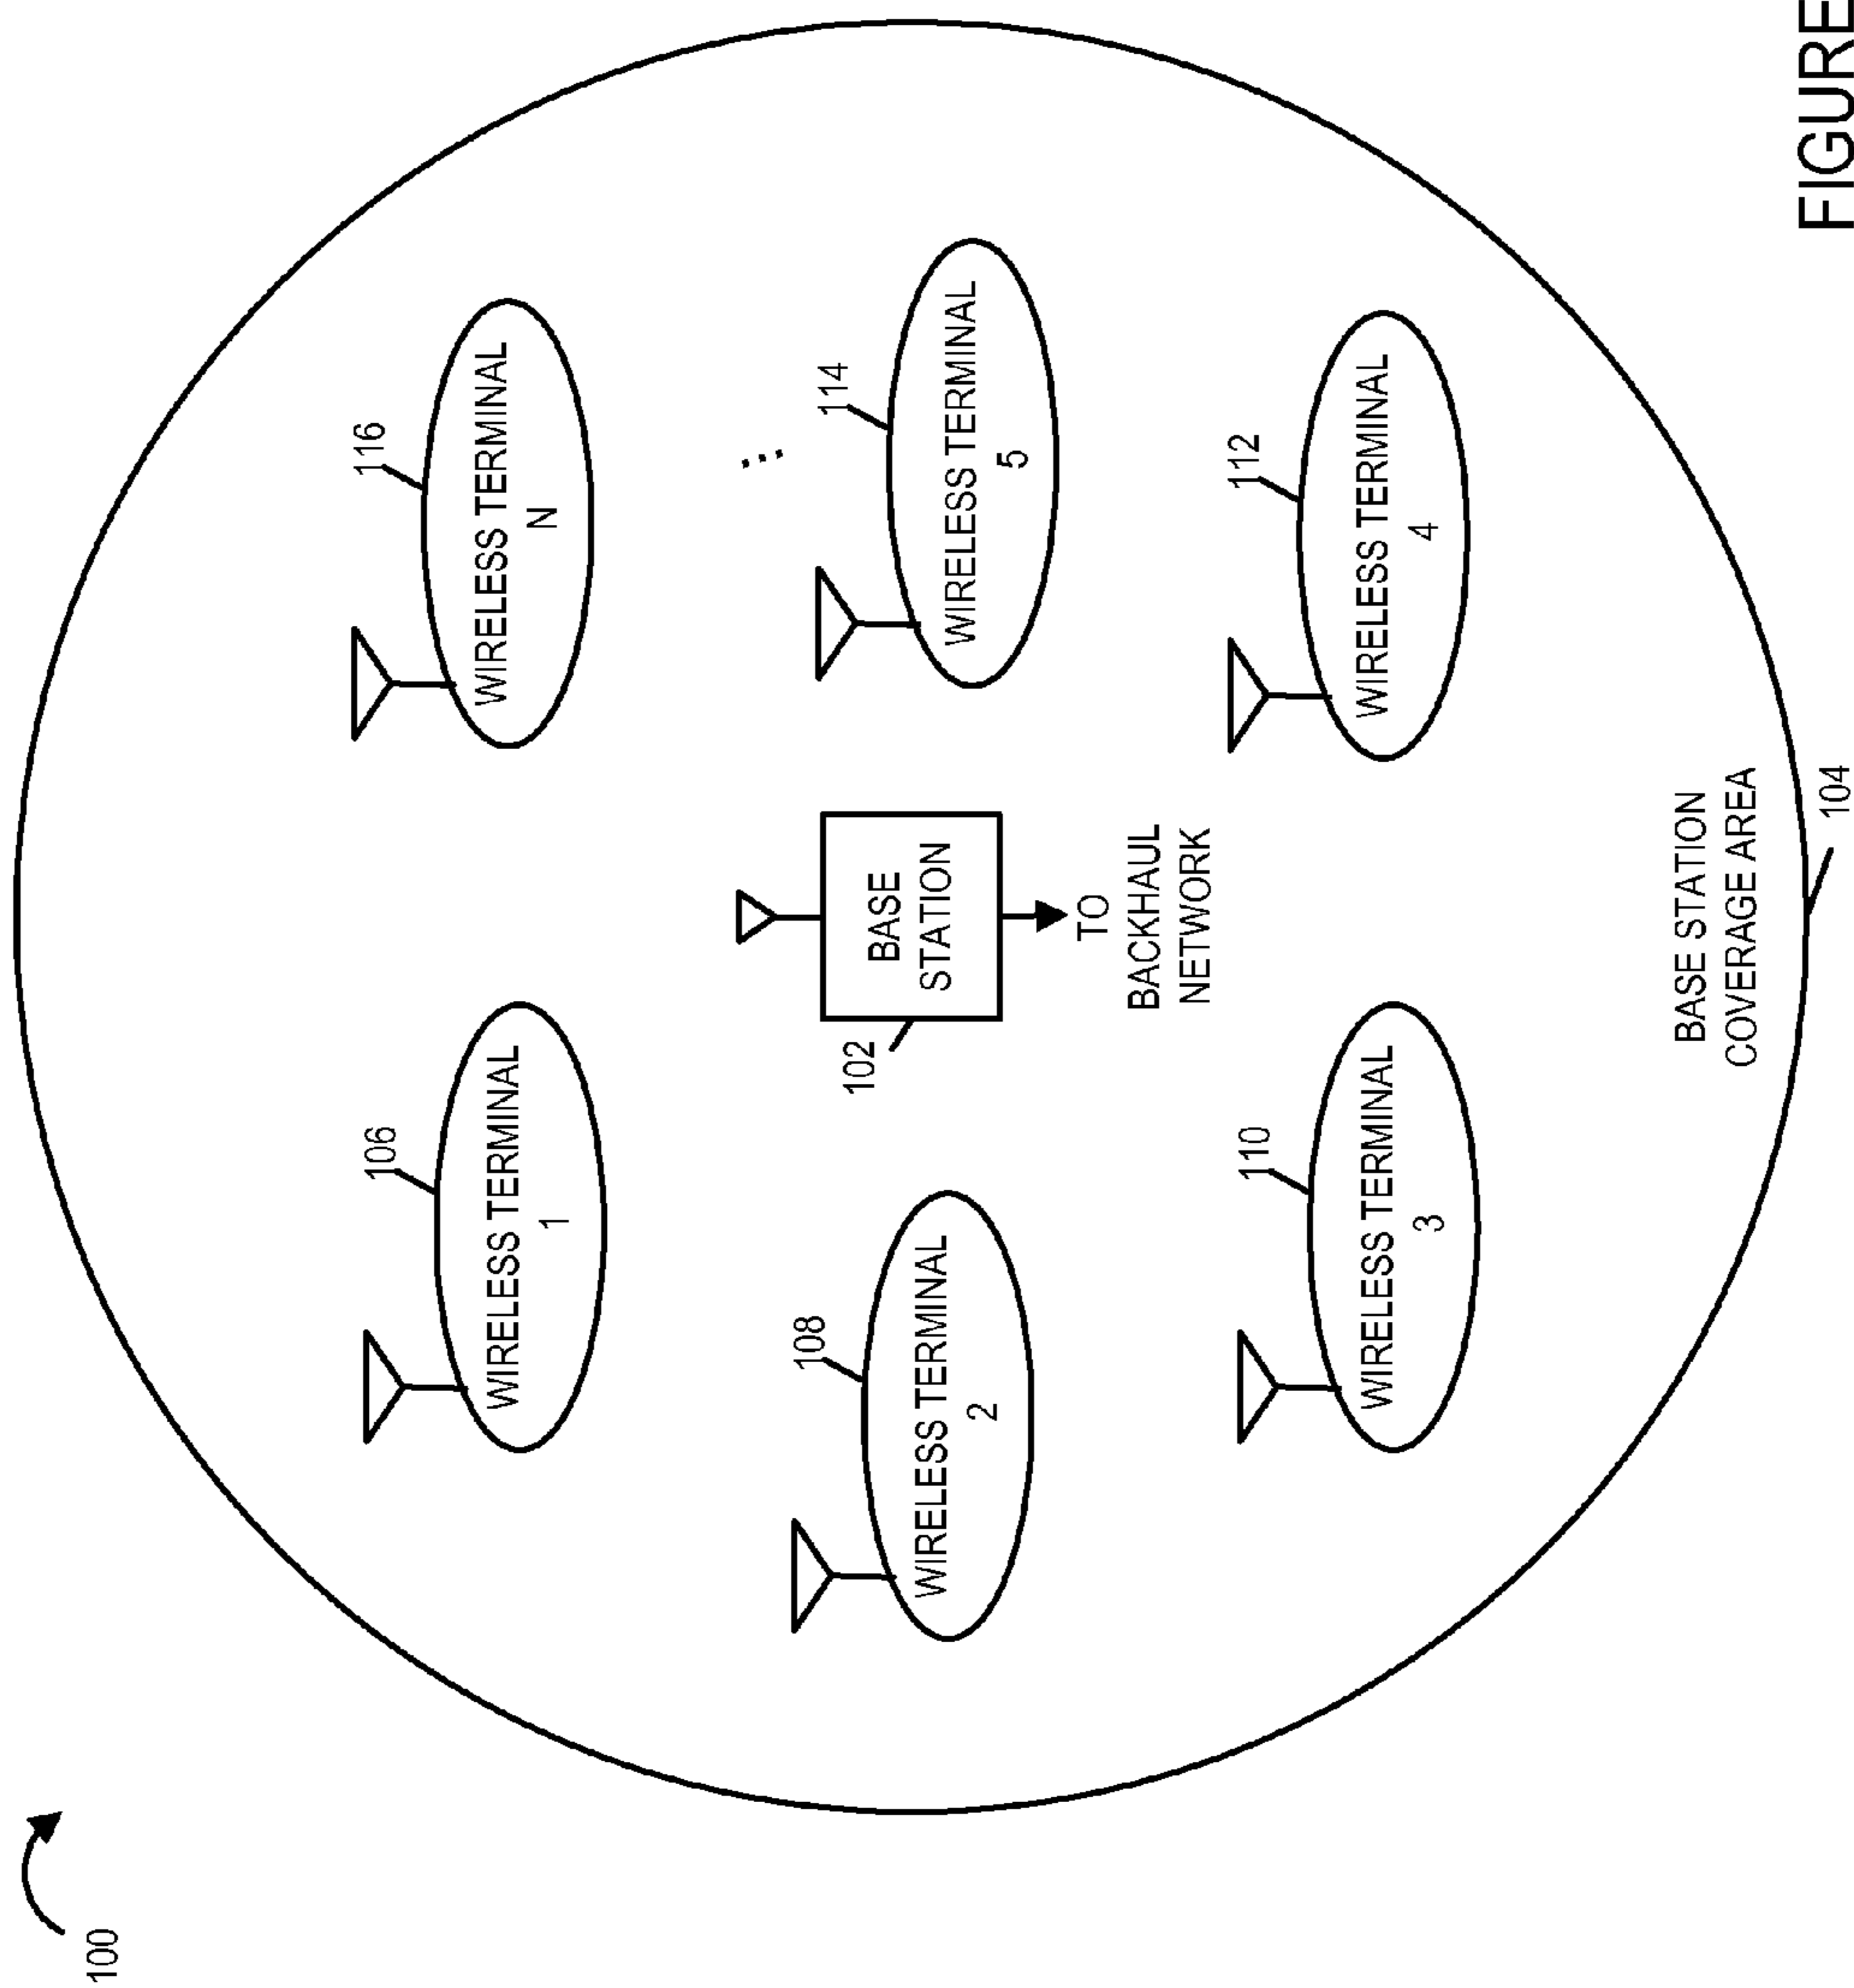 100
106
WIRELESS TERMINAL
1
116
WIRELESS TERMINAL
N
108
WIRELESS TERMINAL
2
102
BASE
STATION
TO
BACKHAUL
NETWORK
...
114
WIRELESS TERMINAL
5
110
WIRELESS TERMINAL
3
112
WIRELESS TERMINAL
4
BASE STATION
COVERAGE AREA
104
FIGURE